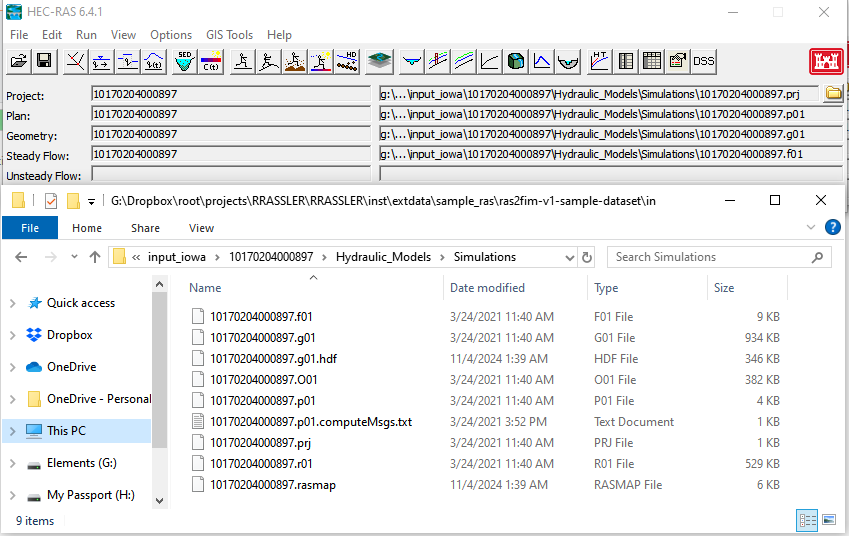 HEC-RAS 6.4.1
File Edit Run View Options GIS Tools Help
SED C(t) HD H T DSS
Project: 10170204000897 g:\...\input_iowa\10170204000897\Hydraulic_Models\Simulations\10170204000897.prj
Plan: 10170204000897 g:\...\input_iowa\10170204000897\Hydraulic_Models\Simulations\10170204000897.p01
Geometry: 10170204000897 g:\...\input_iowa\10170204000897\Hydraulic_Models\Simulations\10170204000897.g01
Steady Flow: 10170204000897 g:\...\input_iowa\10170204000897\Hydraulic_Models\Simulations\10170204000897.f01
Unsteady Flow:
G:\Dropbox\root\projects\RRASSLER\RRASSLER\inst\extdata\sample_ras\ras2fim-v1-sample-dataset\in
File Home Share View
« input_iowa > 10170204000897 > Hydraulic_Models > Simulations Search Simulations
Name Date modified Type Size
Quick access
Dropbox
OneDrive
OneDrive - Personal
This PC
Elements (G:)
My Passport (H:)
10170204000897.f01 3/24/2021 11:40 AM F01 File 9 KB
10170204000897.g01 3/24/2021 11:40 AM G01 File 934 KB
10170204000897.g01.hdf 11/4/2024 1:39 AM HDF File 346 KB
10170204000897.O01 3/24/2021 11:40 AM O01 File 382 KB
10170204000897.p01 3/24/2021 11:40 AM P01 File 4 KB
10170204000897.p01.computeMsgs.txt 3/24/2021 3:52 PM Text Document 1 KB
10170204000897.prj 3/24/2021 11:40 AM PRJ File 1 KB
10170204000897.r01 3/24/2021 11:40 AM R01 File 529 KB
10170204000897.rasmap 11/4/2024 1:39 AM RASMAP File 6 KB
9 items